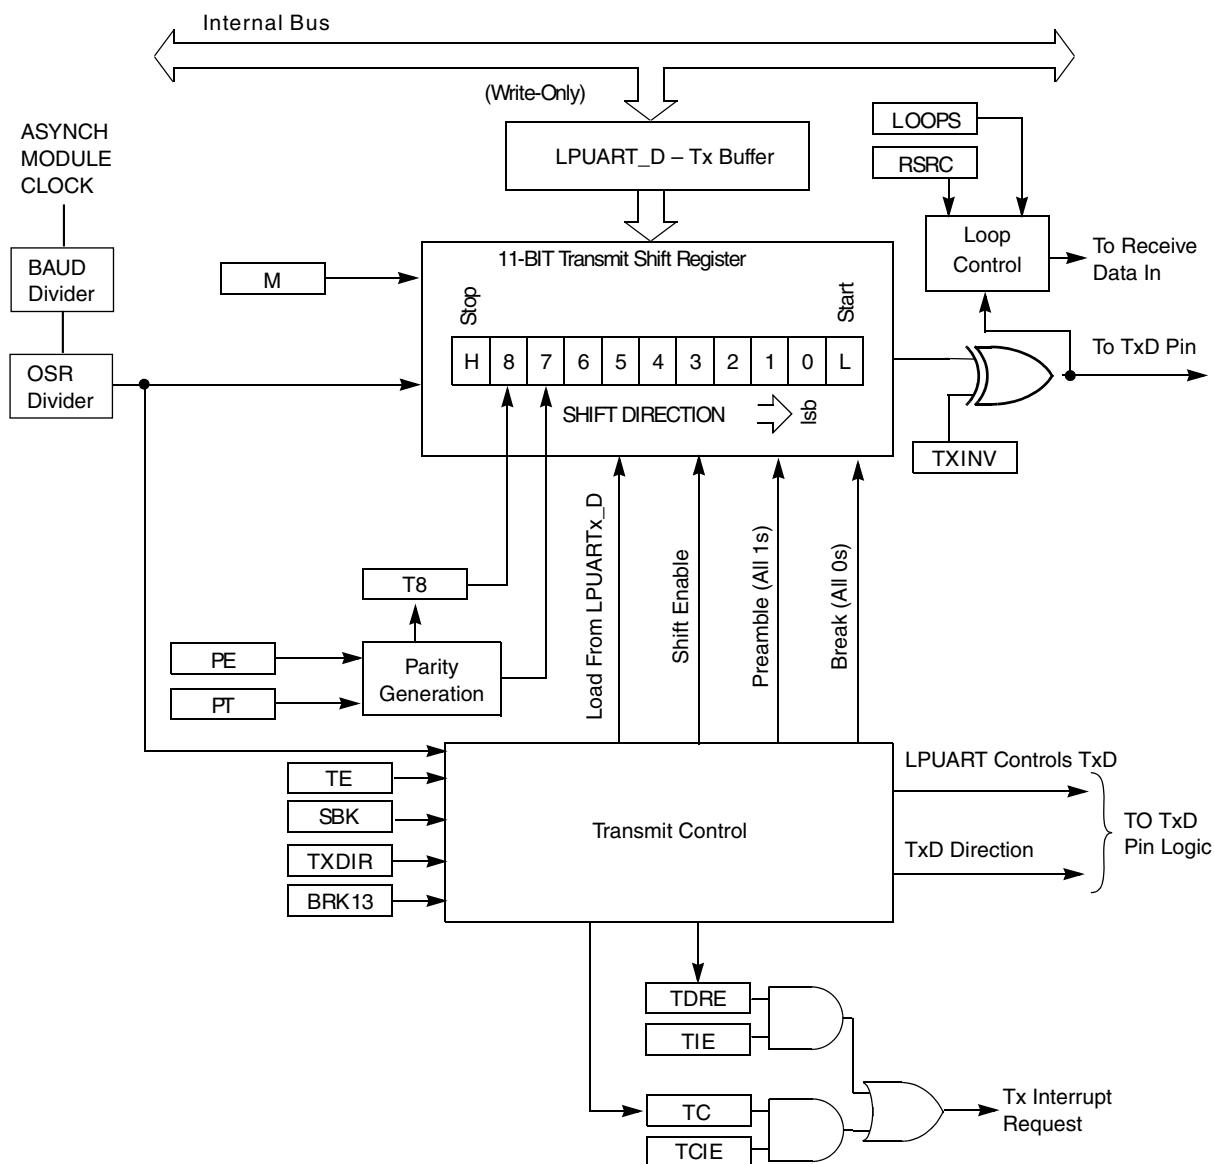 Internal Bus
(Write-Only)
LPUART_D – Tx Buffer
ASYNCH
MODULE
CLOCK
BAUD
Divider
OSR
Divider
LOOPS
RSRC
Loop
Control
To Receive
Data In
M
11-BIT Transmit Shift Register
Stop
Start
H 8 7 6 5 4 3 2 1 0 L
SHIFT DIRECTION
lsb
To TxD Pin
TXINV
T8
PE
PT
Parity
Generation
Load From LPUARTx_D
Shift Enable
Preamble (All 1s)
Break (All 0s)
TE
SBK
TXDIR
BRK13
Transmit Control
LPUART Controls TxD
TxD Direction
TO TxD
Pin Logic
TDRE
TIE
TC
TCIE
Tx Interrupt
Request